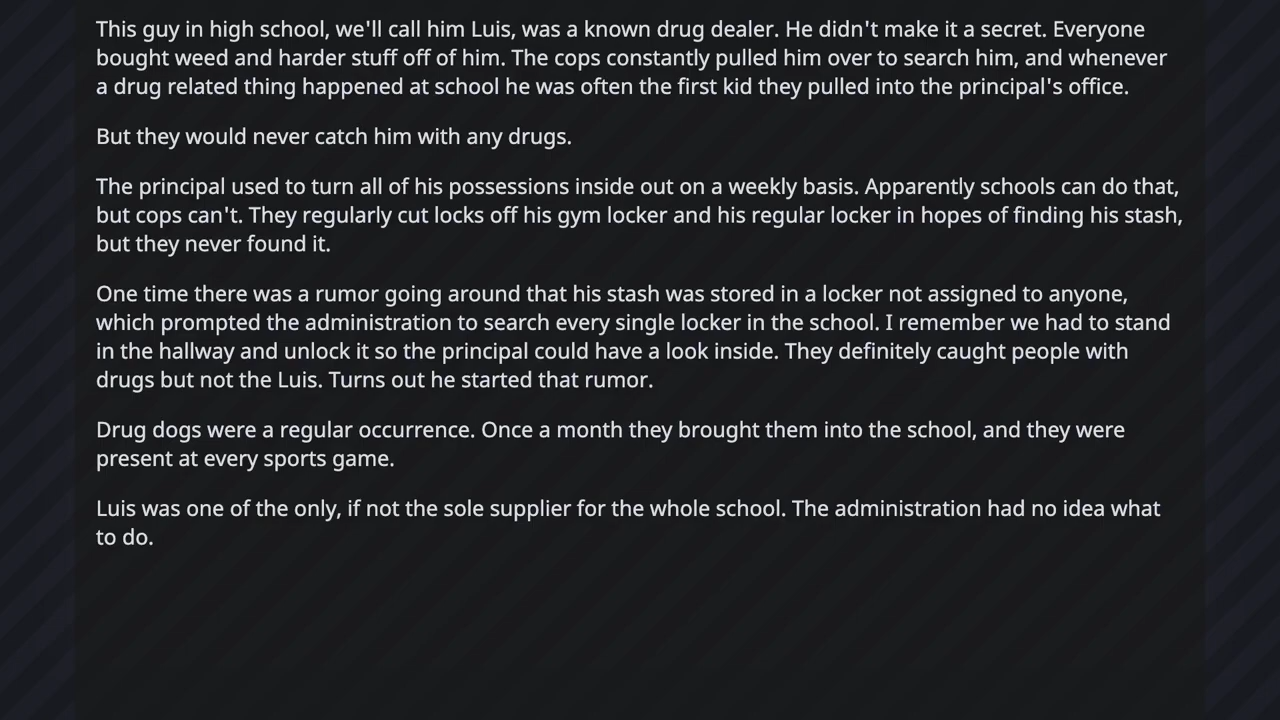 This guy in high school, we'll call him Luis, was a known drug dealer. He didn't make it a secret. Everyone
bought weed and harder stuff off of him. The cops constantly pulled him over to search him, and whenever
a drug related thing happened at school he was often the first kid they pulled into the principal's office.
But they would never catch him with any drugs.
The principal used to turn all of his possessions inside out on a weekly basis. Apparently schools can do that,
but cops can't. They regularly cut locks off his gym locker and his regular locker in hopes of finding his stash,
but they never found it.
One time there was a rumor going around that his stash was stored in a locker not assigned to anyone,
which prompted the administration to search every single locker in the school. I remember we had to stand
in the hallway and unlock it so the principal could have a look inside. They definitely caught people with
drugs but not the Luis. Turns out he started that rumor.
Drug dogs were a regular occurrence. Once a month they brought them into the school, and they were
present at every sports game.
Luis was one of the only, if not the sole supplier for the whole school. The administration had no idea what
to do.